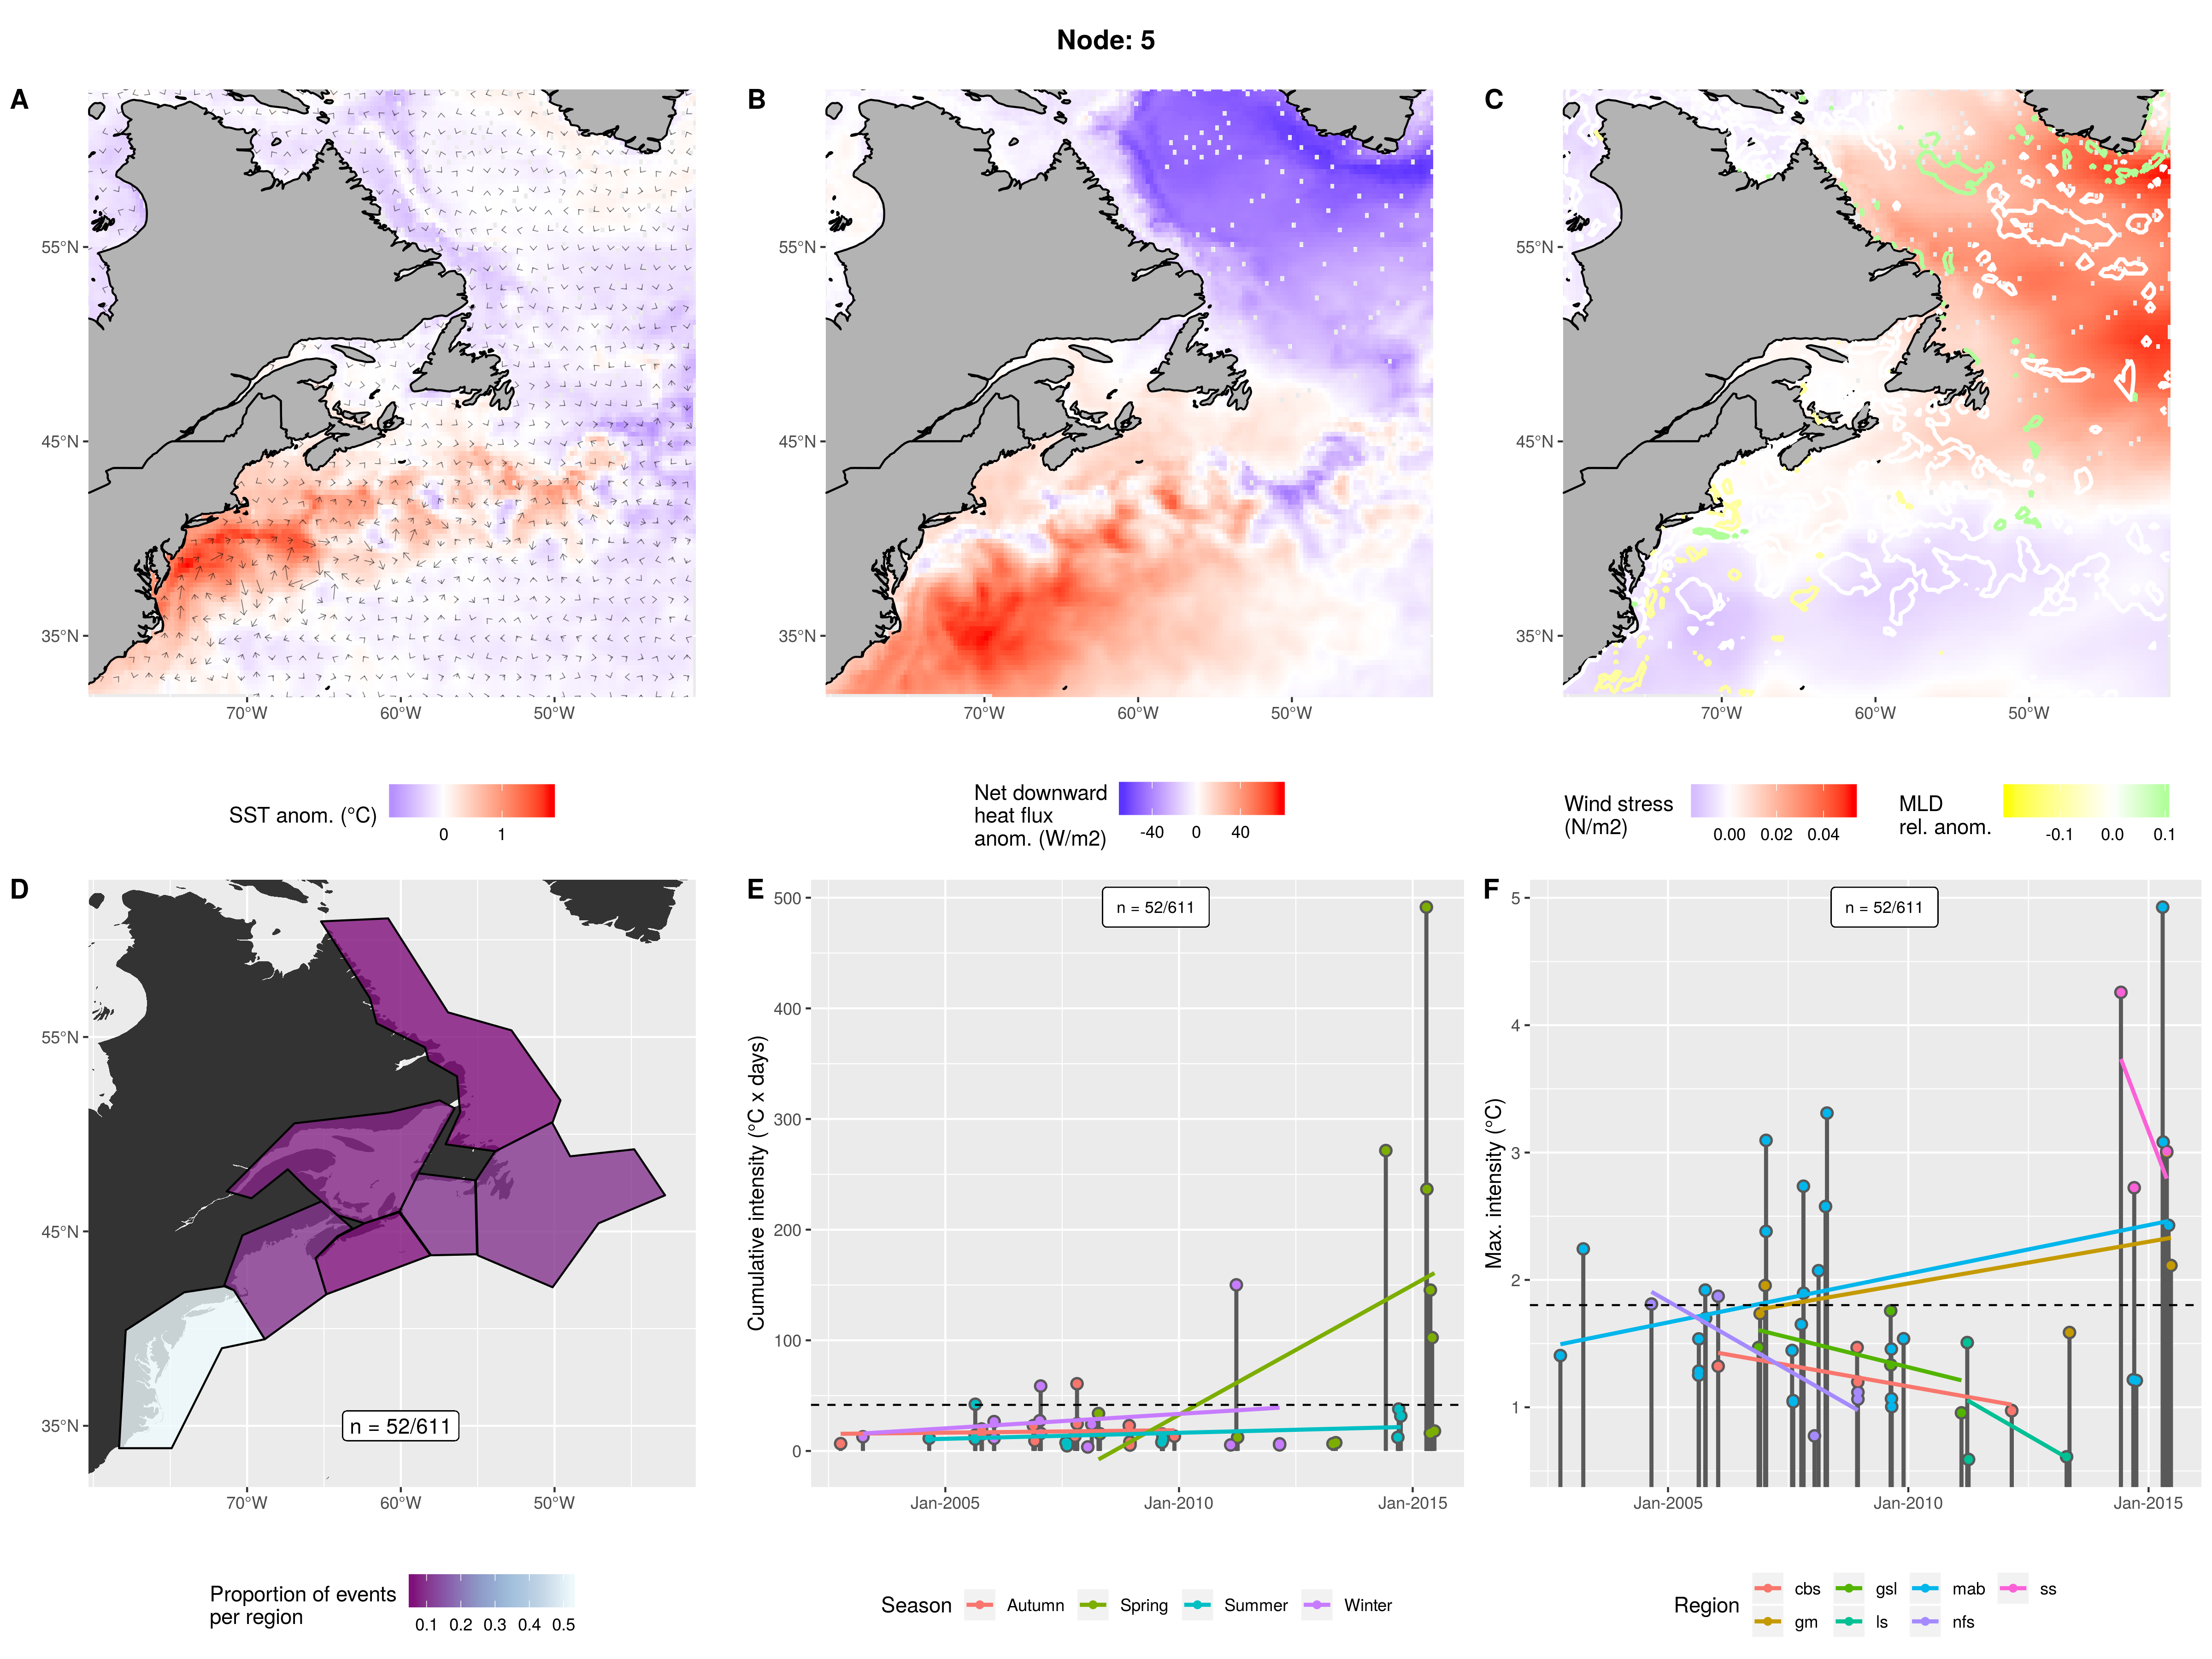 Node: 5
A
B
C
55°N
45°N
35°N
70°W
60°W
50°W
55°N
45°N
35°N
70°W
60°W
50°W
55°N
45°N
35°N
70°W
60°W
50°W
SST anom. (°C)
0
1
Net downward
heat flux
anom. (W/m2)
-40
0
40
Wind stress
(N/m2)
0.00
0.02
0.04
MLD
rel. anom.
-0.1
0.0
0.1
D
55°N
45°N
35°N
70°W
60°W
50°W
n = 52/611
Proportion of events
per region
0.1
0.2
0.3
0.4
0.5
E
Cumulative intensity (°C x days)
500
400
300
200
100
0
n = 52/611
Jan-2005
Jan-2010
Jan-2015
Season
Autumn
Spring
Summer
Winter
F
Max. intensity (°C)
5
4
3
2
1
n = 52/611
Jan-2005
Jan-2010
Jan-2015
Region
cbs
gsl
mab
ss
gm
ls
nfs